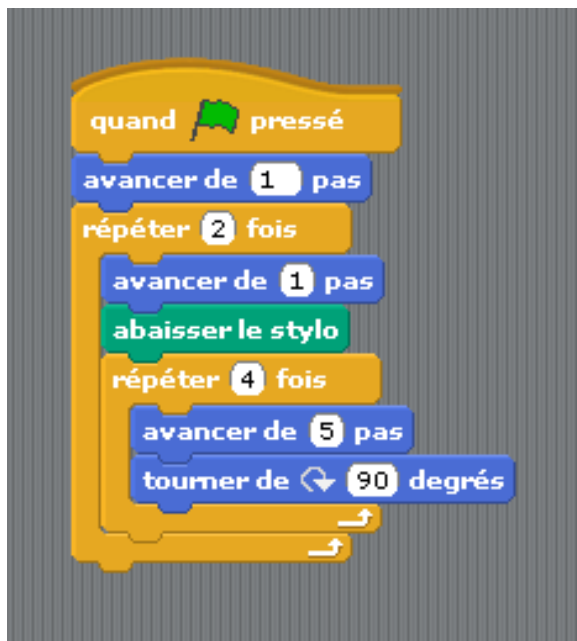 quand pressé
avancer de 1 pas
répéter 2 fois
avancer de 1 pas
abaisser le stylo
répéter 4 fois
avancer de 5 pas
tourner de 90 degrés